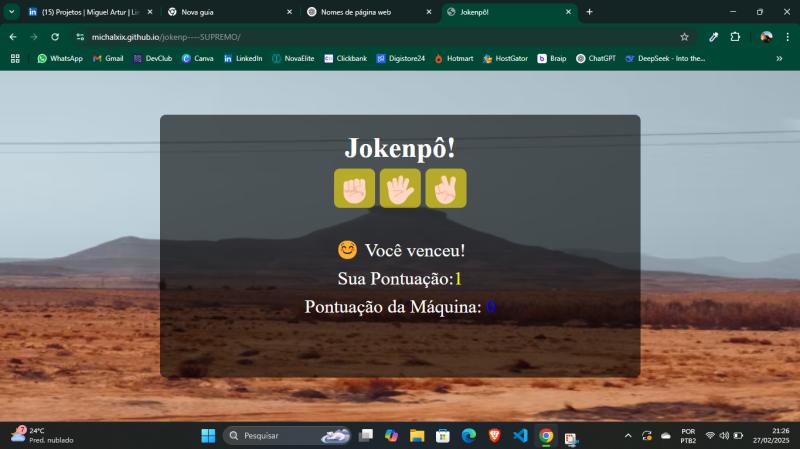 (15) Projetos | Miguel Artur | Lin
Nova guia
Nomes de página web
Jokenpô!
michalxix.github.io/jokenp----SUPREMO/
WhatsApp
Gmail
DevClub
Canva
LinkedIn
NovaElite
Clickbank
Digistore24
Hotmart
HostGator
Braip
ChatGPT
DeepSeek - Into the...
Jokenpô!
Você venceu!
Sua Pontuação:1
Pontuação da Máquina: 0
24°C
Pred. nublado
Pesquisar
POR
PTB2
21:26
27/02/2025